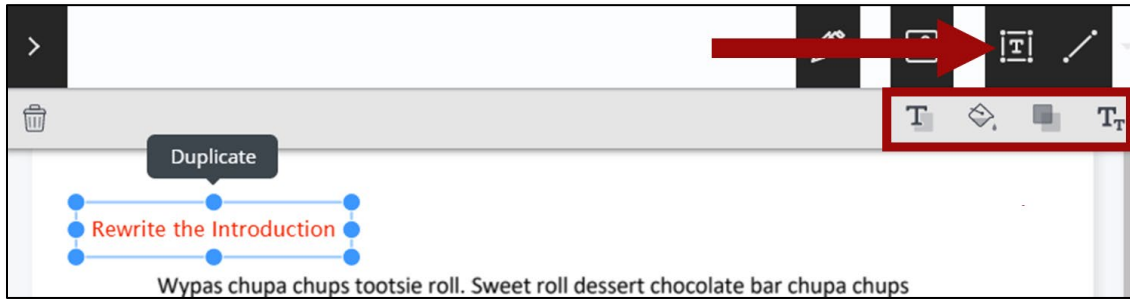 Duplicate
Rewrite the Introduction
Wypas chupa chups tootsie roll. Sweet roll dessert chocolate bar chupa chups